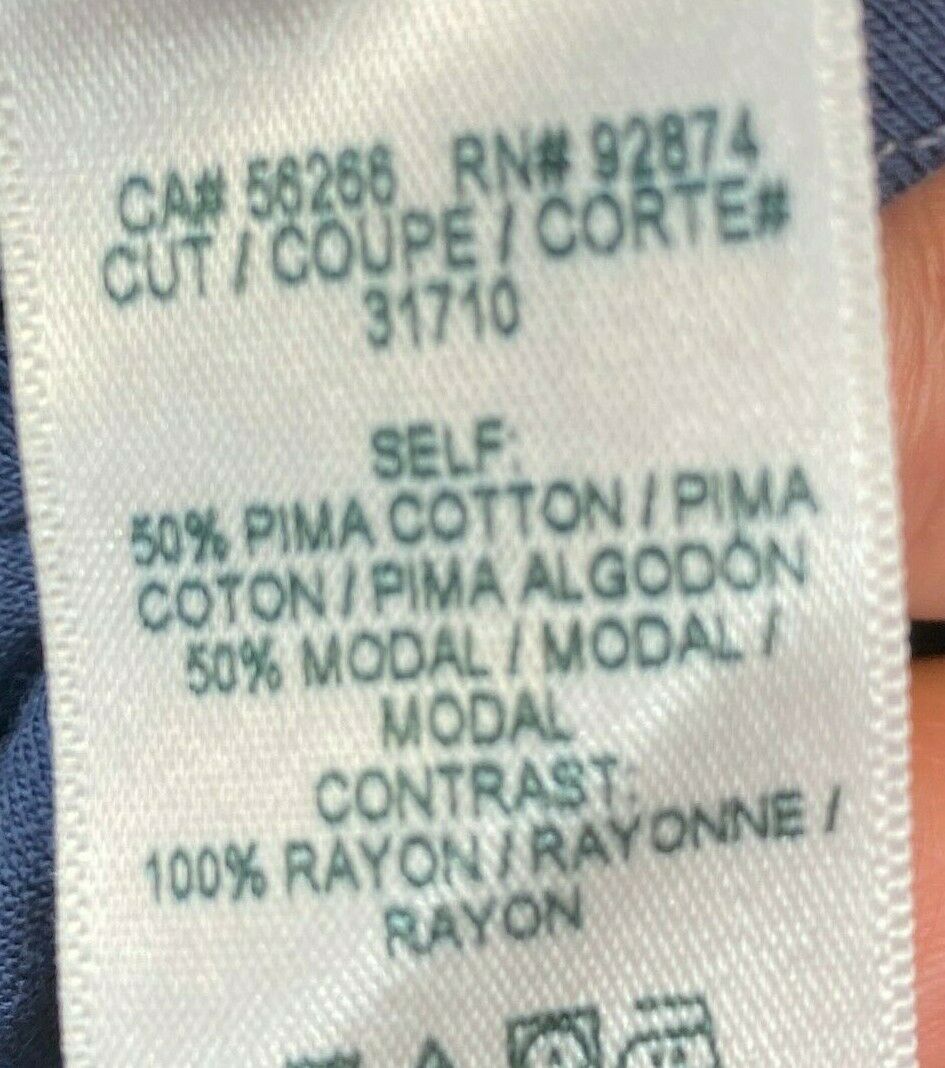 CA# 56266 RN# 92874
CUT / COUPE / CORTE#
31710
SELF:
50% PIMA COTTON / PIMA
COTON / PIMA ALGODÓN
50% MODAL / MODAL /
MODAL
CONTRAST:
100% RAYON / RAYONNE /
RAYON